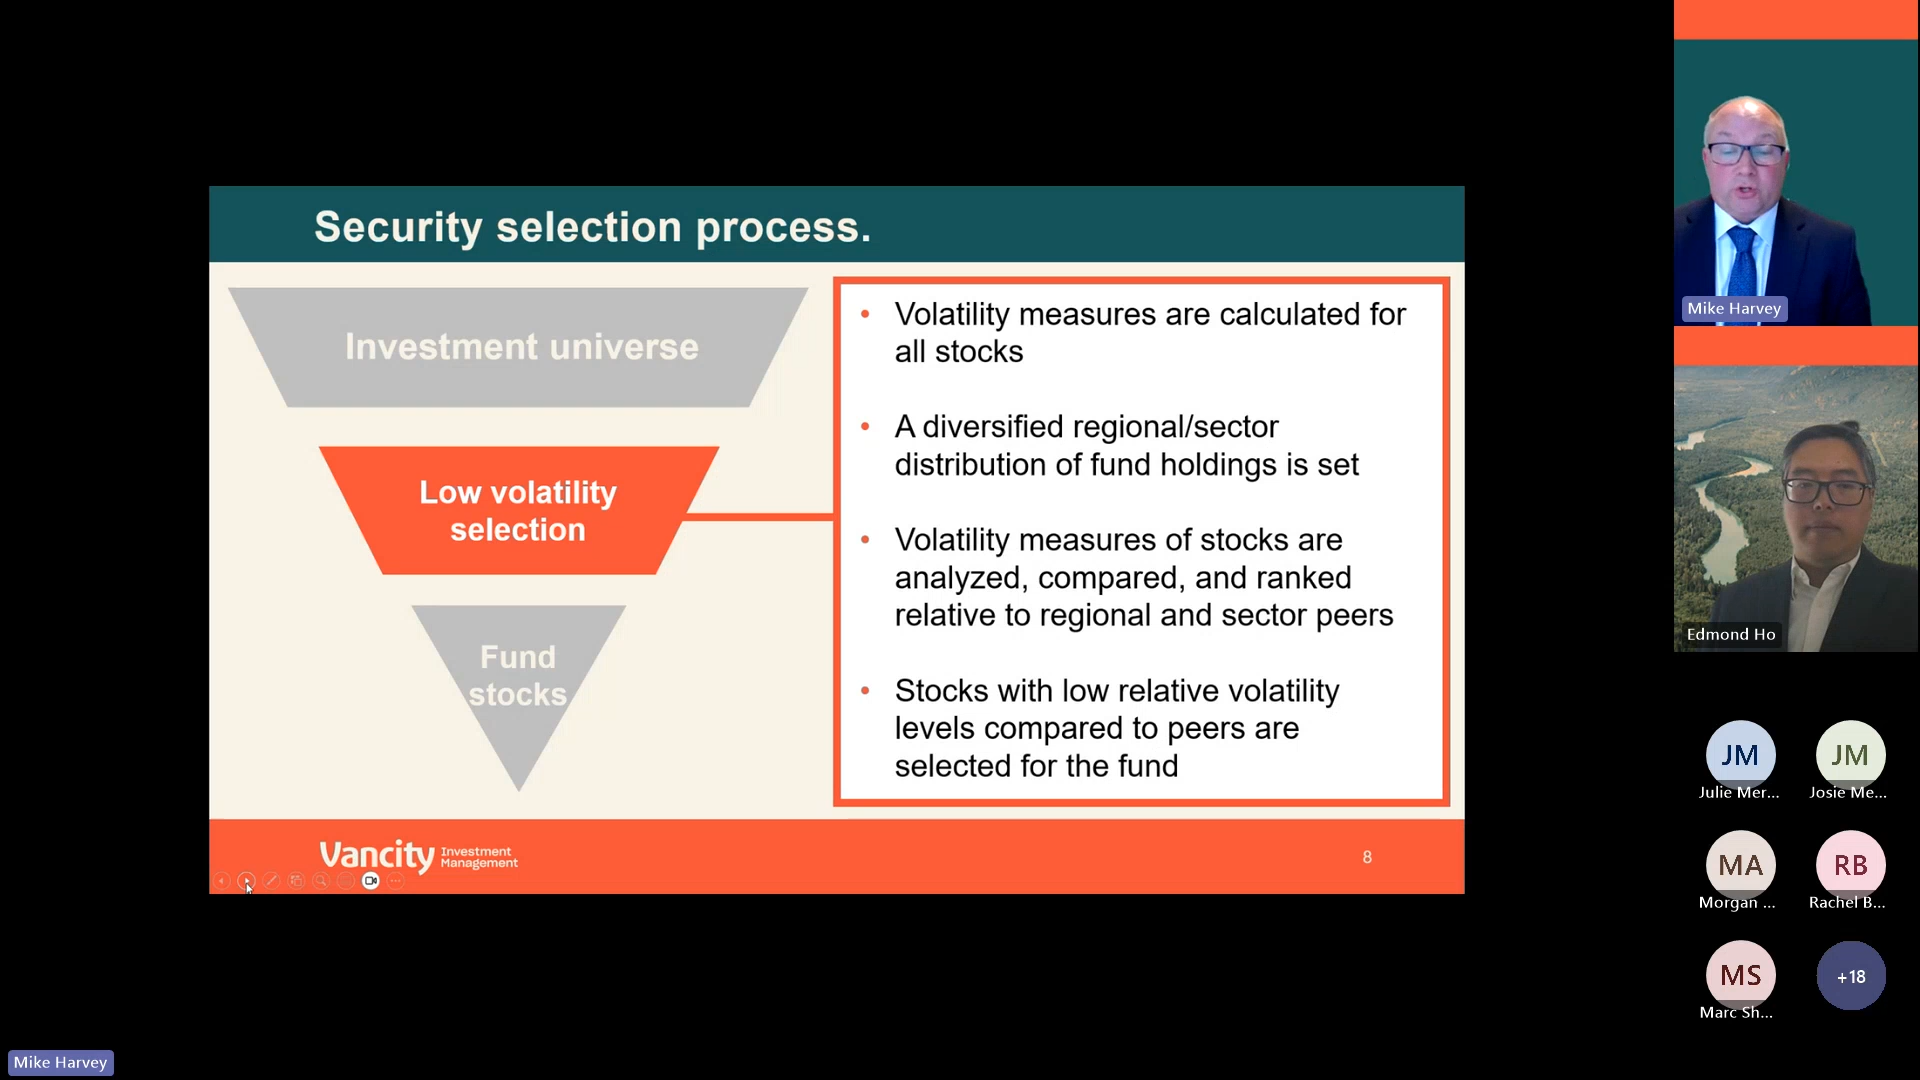 Security selection process.
Investment universe
Low volatility
selection
Fund
stocks
• Volatility measures are calculated for
all stocks
• A diversified regional/sector
distribution of fund holdings is set
• Volatility measures of stocks are
analyzed, compared, and ranked
relative to regional and sector peers
• Stocks with low relative volatility
levels compared to peers are
selected for the fund
Vancity Investment
Management
8
Mike Harvey
Edmond Ho
JM
Julie Mer...
JM
Josie Me...
MA
Morgan ...
RB
Rachel B...
MS
Marc Sh...
+18
Mike Harvey